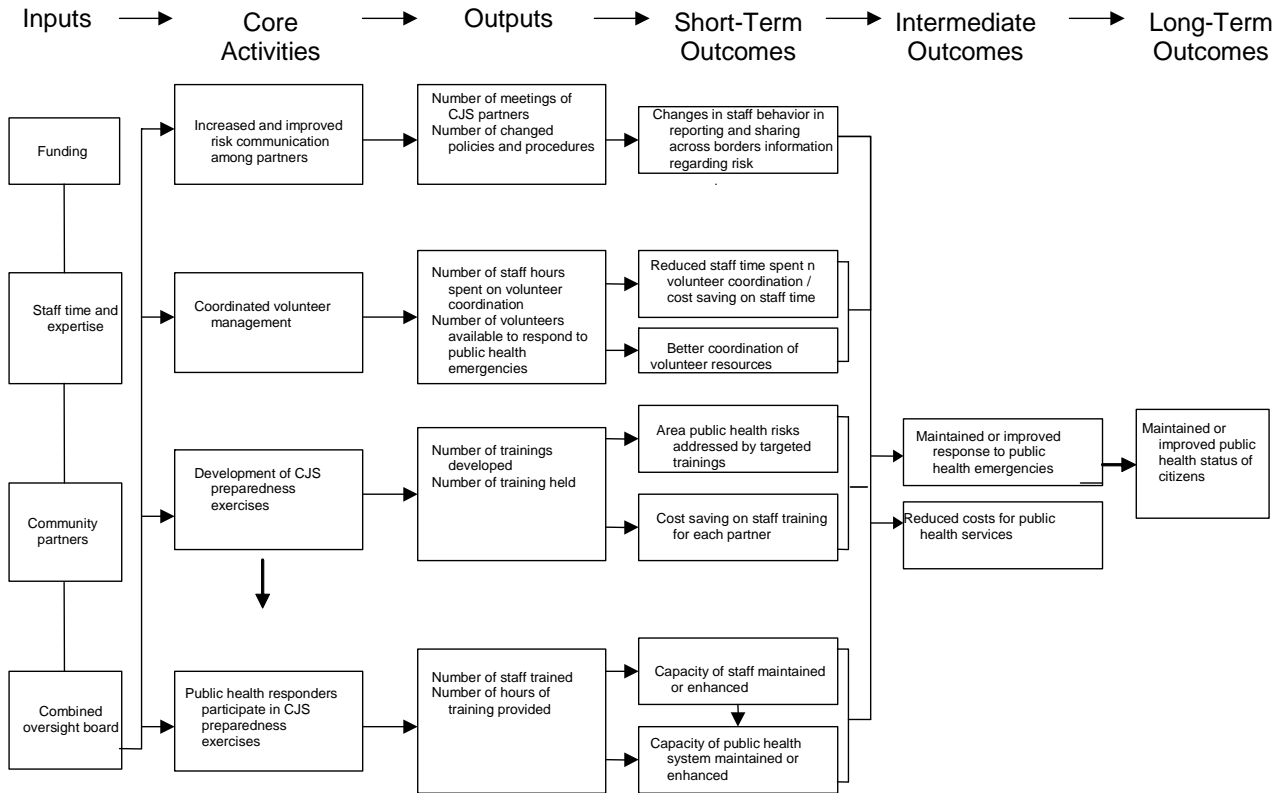 Inputs
Core
Activities
Outputs
Short-Term
Outcomes
Intermediate
Outcomes
Long-Term
Outcomes
Funding
Staff time and
expertise
Community
partners
Combined
oversight board
Increased and improved
risk communication
among partners
Coordinated volunteer
management
Development of CJS
preparedness
exercises
Public health responders
participate in CJS
preparedness
exercises
Number of meetings of
CJS partners
Number of changed
policies and procedures
Number of staff hours
spent on volunteer
coordination
Number of volunteers
available to respond to
public health
emergencies
Number of trainings
developed
Number of training held
Number of staff trained
Number of hours of
training provided
Changes in staff behavior in
reporting and sharing
across borders information
regarding risk
.
Reduced staff time spent n
volunteer coordination /
cost saving on staff time
Better coordination of
volunteer resources
Area public health risks
addressed by targeted
trainings
Cost saving on staff training
for each partner
Capacity of staff maintained
or enhanced
Capacity of public health
system maintained or
enhanced
Maintained or improved
response to public
health emergencies
Reduced costs for public
health services
Maintained or
improved public
health status of
citizens